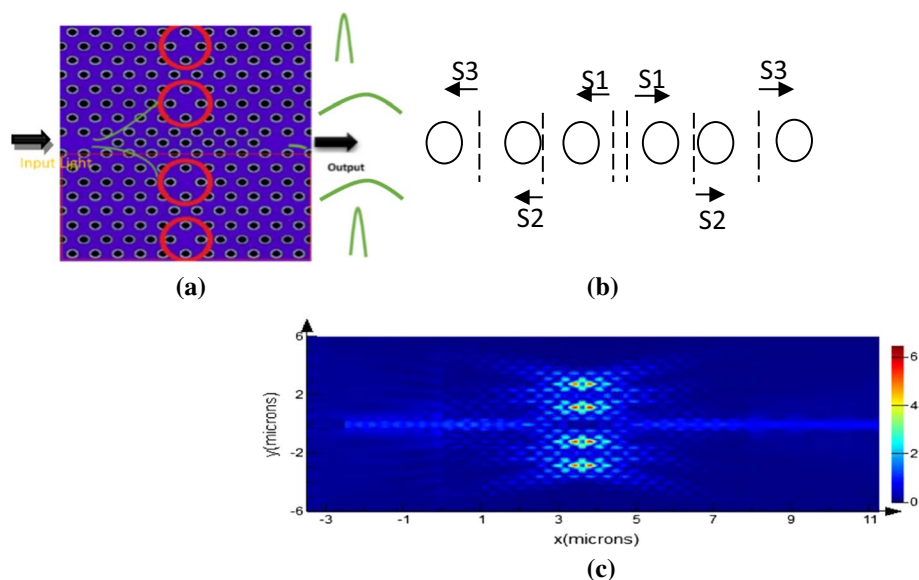 Input Light
Output
(a)
S3 S1 S1 S3
S2 S2
(b)
6
2
-2
-6
y(microns)
-3 -1 1 3 5 7 9 11
x(microns)
6
4
2
0
(c)